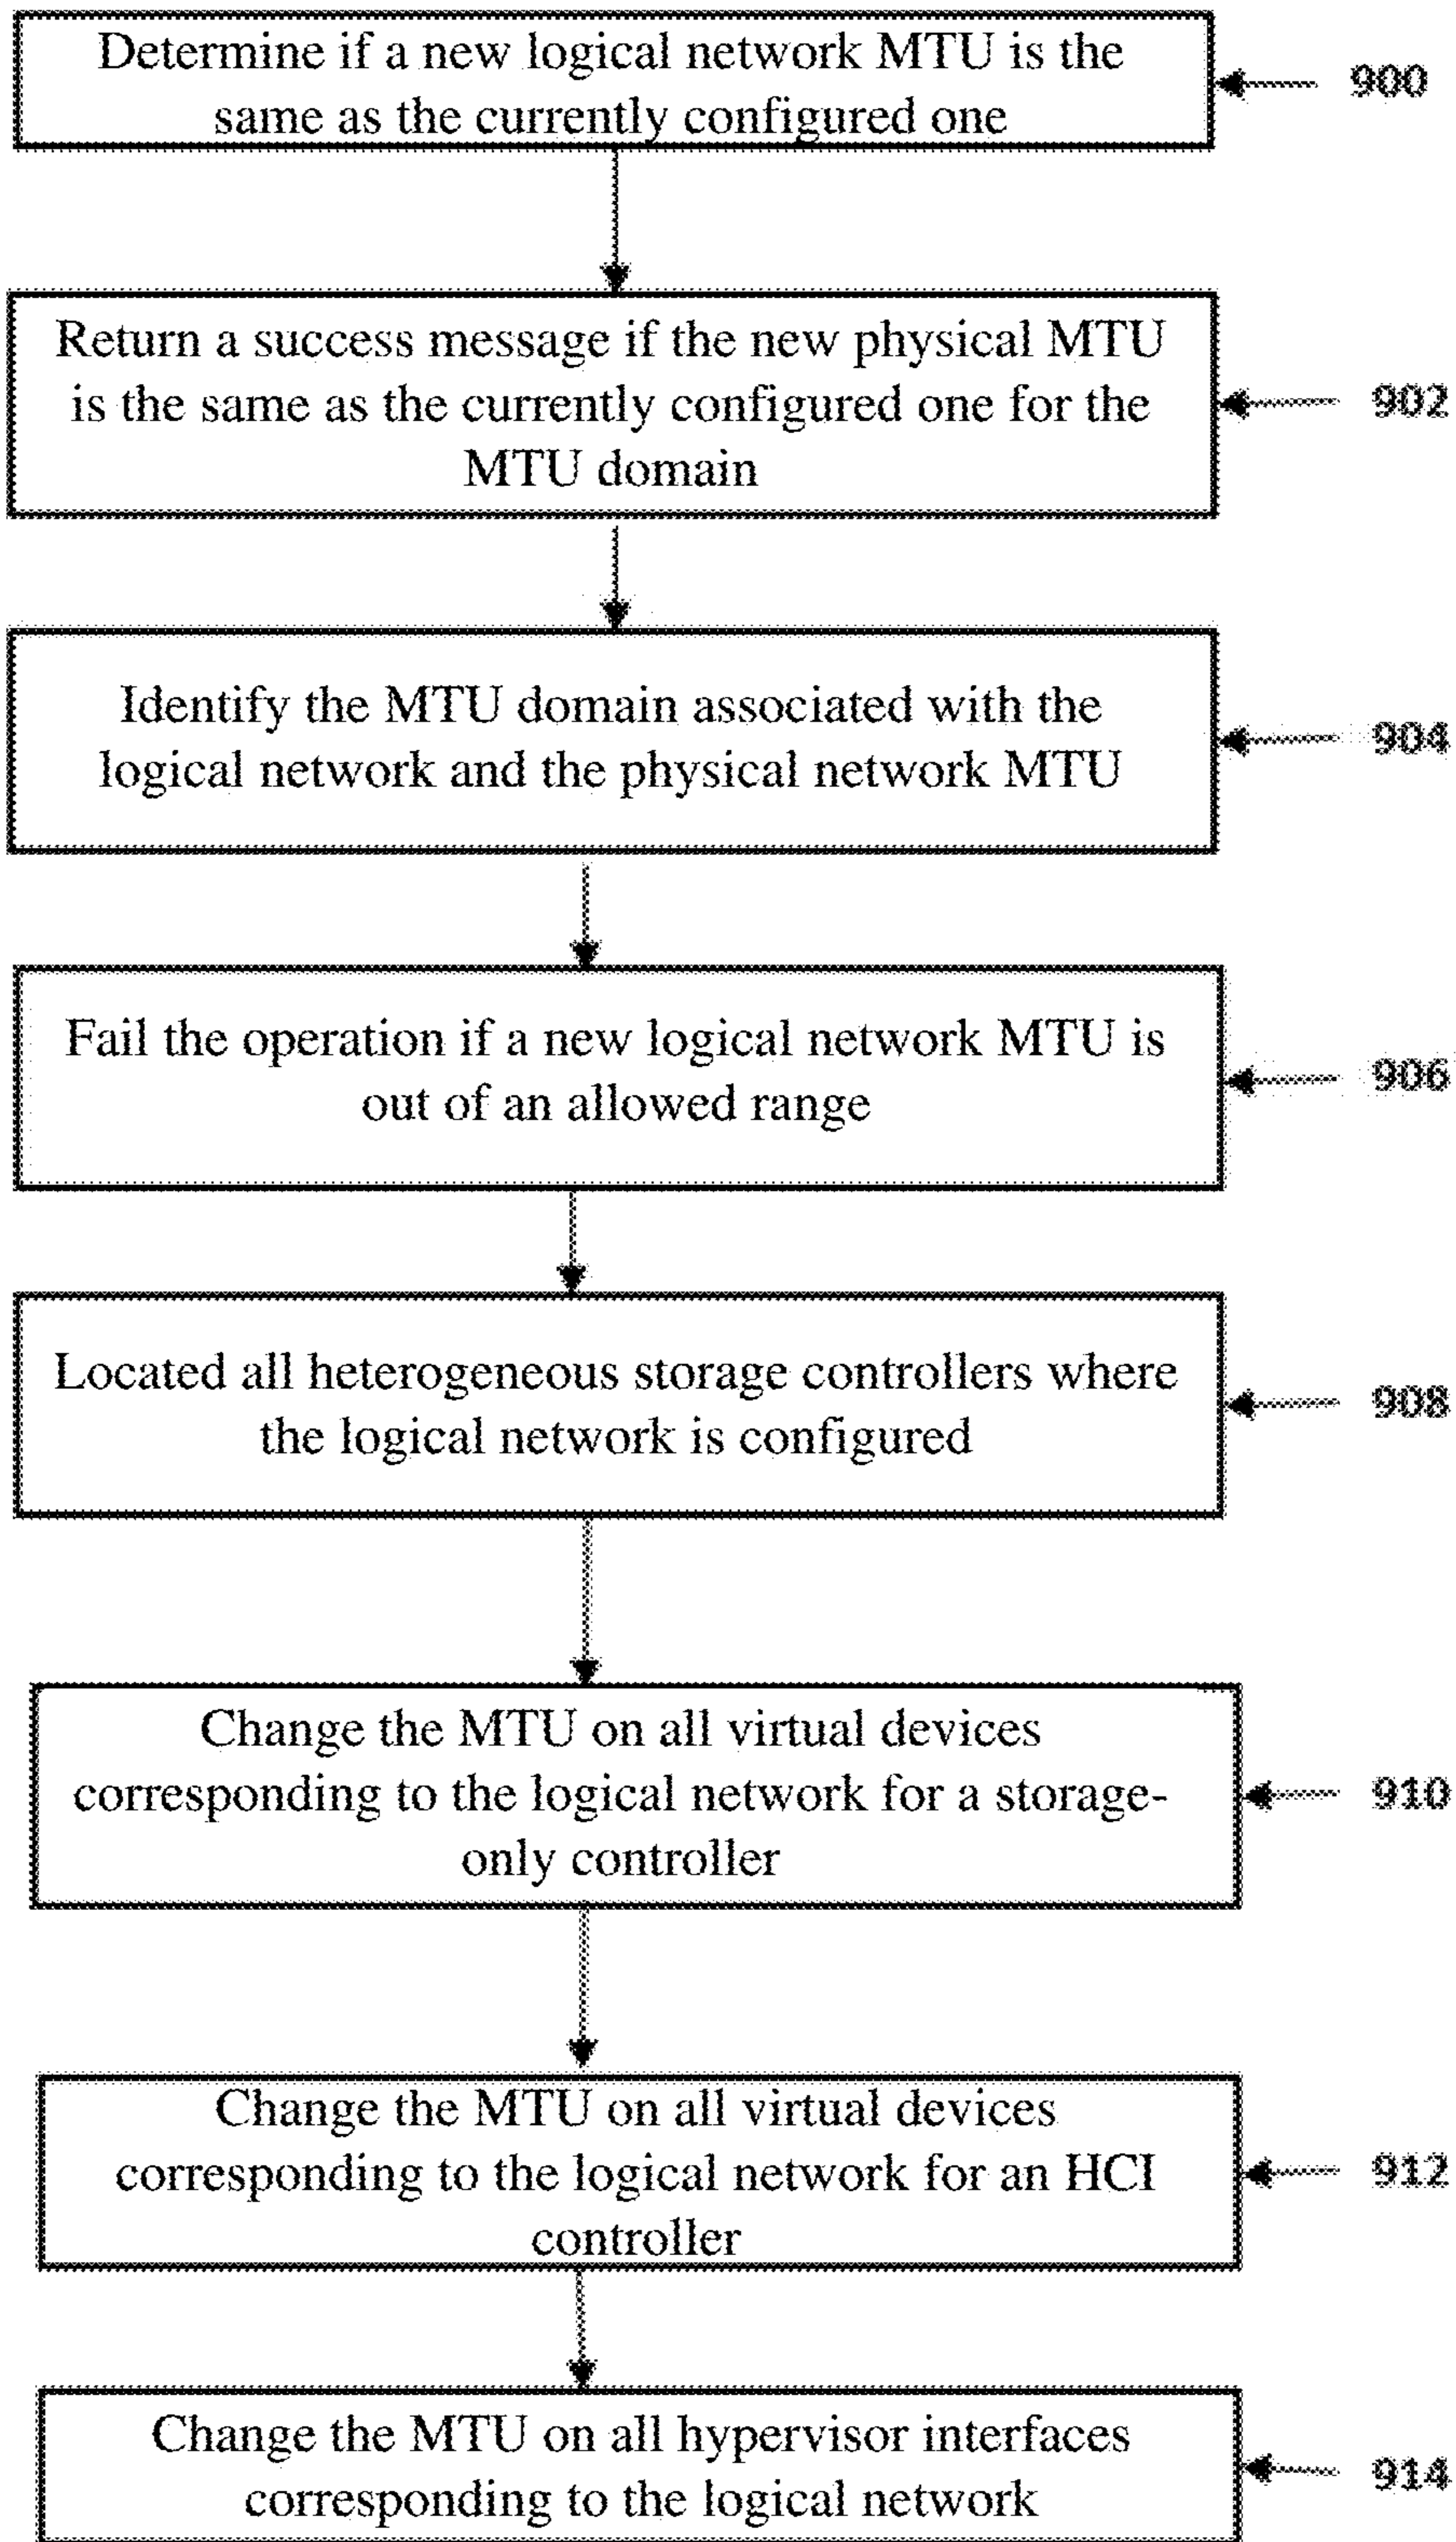 Determine if a new logical network MTU is the
same as the currently configured one
900
Return a success message if the new physical MTU
is the same as the currently configured one for the
MTU domain
902
Identify the MTU domain associated with the
logical network and the physical network MTU
904
Fail the operation if a new logical network MTU is
out of an allowed range
906
Located all heterogeneous storage controllers where
the logical network is configured
908
Change the MTU on all virtual devices
corresponding to the logical network for a storage-
only controller
910
Change the MTU on all virtual devices
corresponding to the logical network for an HCI
controller
912
Change the MTU on all hypervisor interfaces
corresponding to the logical network
914